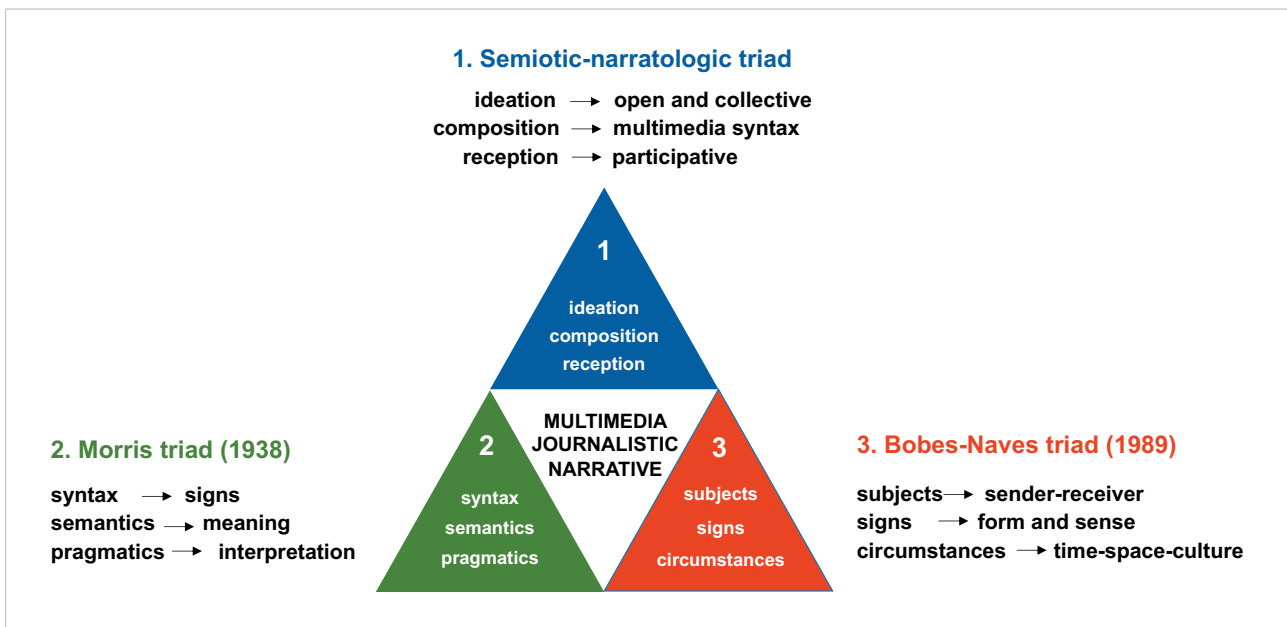 1. Semiotic-narratologic triad
ideation → open and collective
composition → multimedia syntax
reception → participative
1
ideation
composition
reception
MULTIMEDIA
JOURNALISTIC
NARRATIVE
2. Morris triad (1938)
syntax → signs
semantics → meaning
pragmatics → interpretation
2
syntax
semantics
pragmatics
3
subjects
signs
circumstances
3. Bobes-Naves triad (1989)
subjects → sender-receiver
signs → form and sense
circumstances → time-space-culture